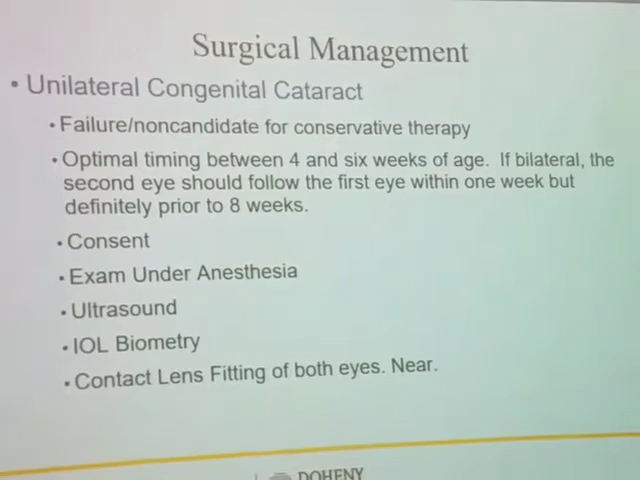 Surgical Management
• Unilateral Congenital Cataract
• Failure/noncandidate for conservative therapy
• Optimal timing between 4 and six weeks of age. If bilateral, the
second eye should follow the first eye within one week but
definitely prior to 8 weeks.
• Consent
• Exam Under Anesthesia
• Ultrasound
• IOL Biometry
• Contact Lens Fitting of both eyes. Near.
DOHENY